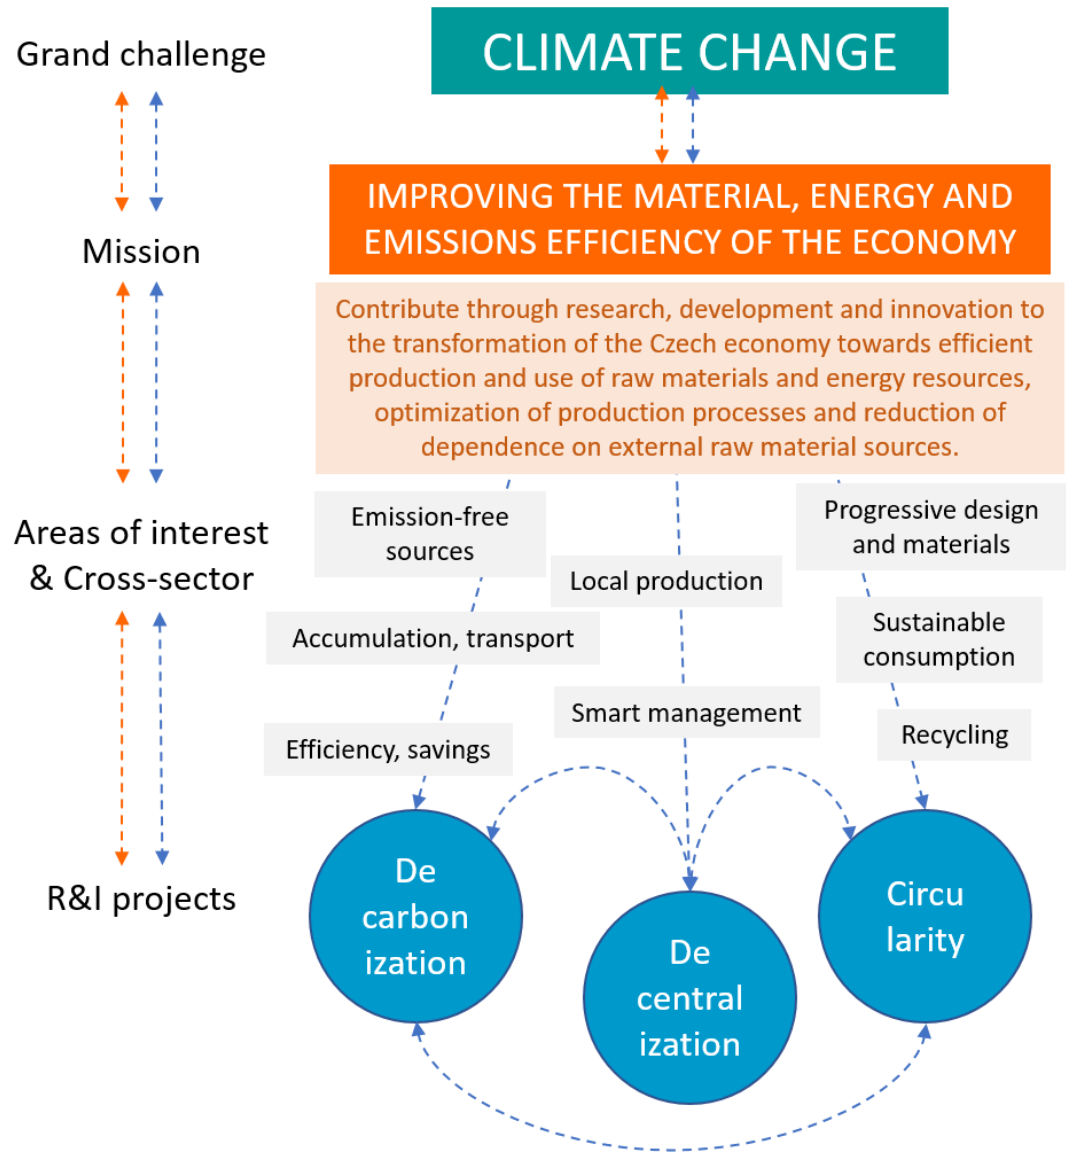 Grand challenge
CLIMATE CHANGE
Mission
IMPROVING THE MATERIAL, ENERGY AND
EMISSIONS EFFICIENCY OF THE ECONOMY
Contribute through research, development and innovation to
the transformation of the Czech economy towards efficient
production and use of raw materials and energy resources,
optimization of production processes and reduction of
dependence on external raw material sources.
Areas of interest
& Cross-sector
Emission-free
sources
Accumulation, transport
Efficiency, savings
Local production
Smart management
Progressive design
and materials
Sustainable
consumption
Recycling
R&I projects
De
carbon
ization
De
central
ization
Circu
larity